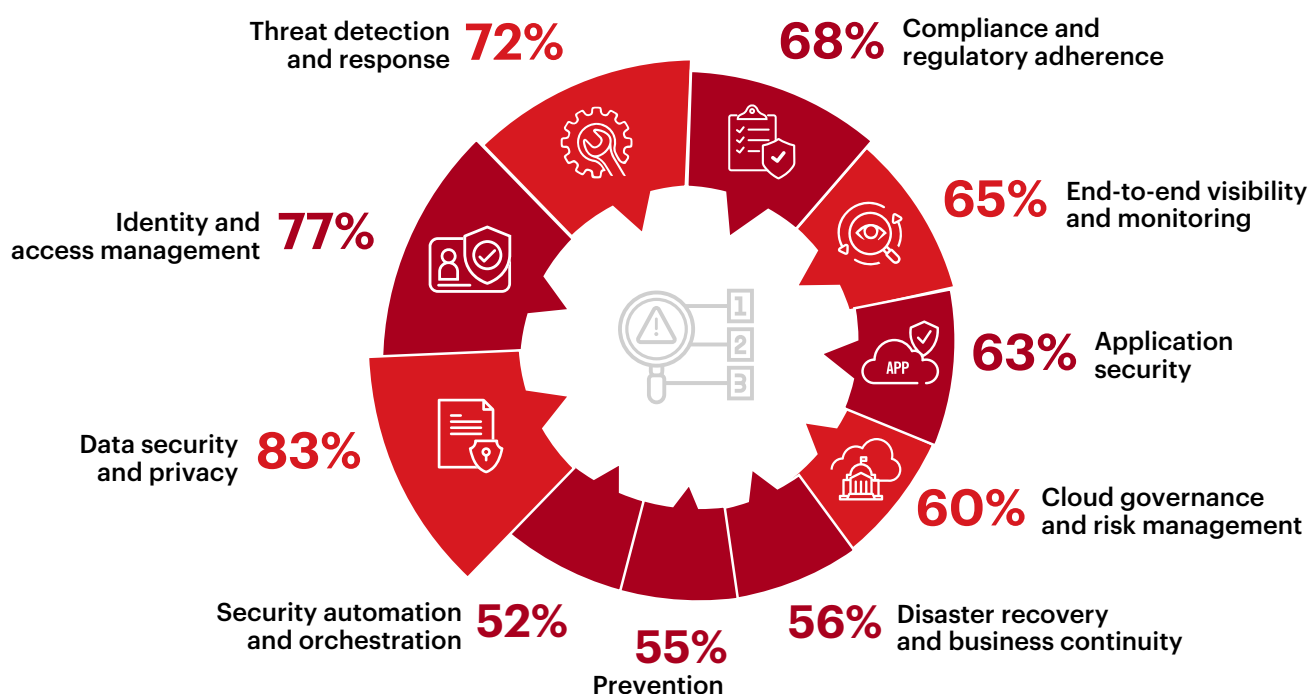 Threat detection
and response
72%
68%
Compliance and
regulatory adherence
Identity and
access management
77%
65%
End-to-end visibility
and monitoring
1
2
3
APP
63%
Application
security
Data security
and privacy
83%
60%
Cloud governance
and risk management
Security automation
and orchestration
52%
55%
Prevention
56%
Disaster recovery
and business continuity